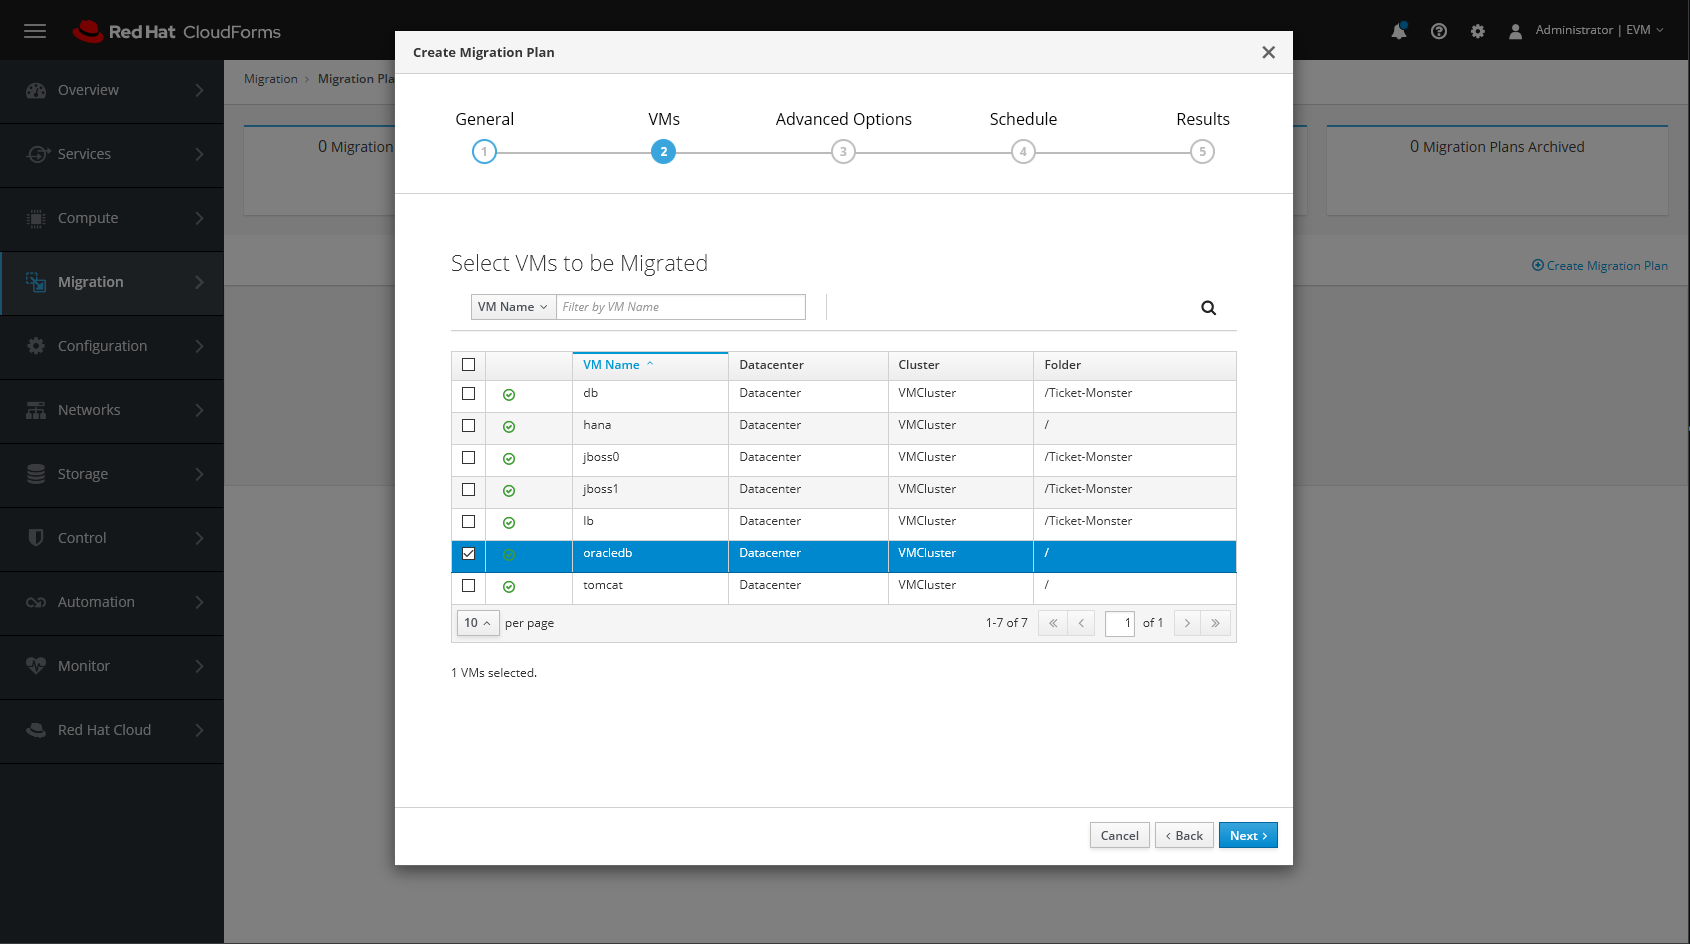 Red Hat CloudForms
Administrator | EVM
Overview
Services
Compute
Migration
Configuration
Networks
Storage
Control
Automation
Monitor
Red Hat Cloud
Migration > Migration Pla
0 Migration
0 Migration Plans Archived
Create Migration Plan
Create Migration Plan
General VMs Advanced Options Schedule Results
1 2 3 4 5
Select VMs to be Migrated
VM Name Filter by VM Name
VM Name Datacenter Cluster Folder
db Datacenter VMCluster /Ticket-Monster
hana Datacenter VMCluster /
jboss0 Datacenter VMCluster /Ticket-Monster
jboss1 Datacenter VMCluster /Ticket-Monster
lb Datacenter VMCluster /Ticket-Monster
oracledb Datacenter VMCluster /
tomcat Datacenter VMCluster /
10 per page 1-7 of 7 « < 1 of 1 > »
1 VMs selected.
Cancel < Back Next >